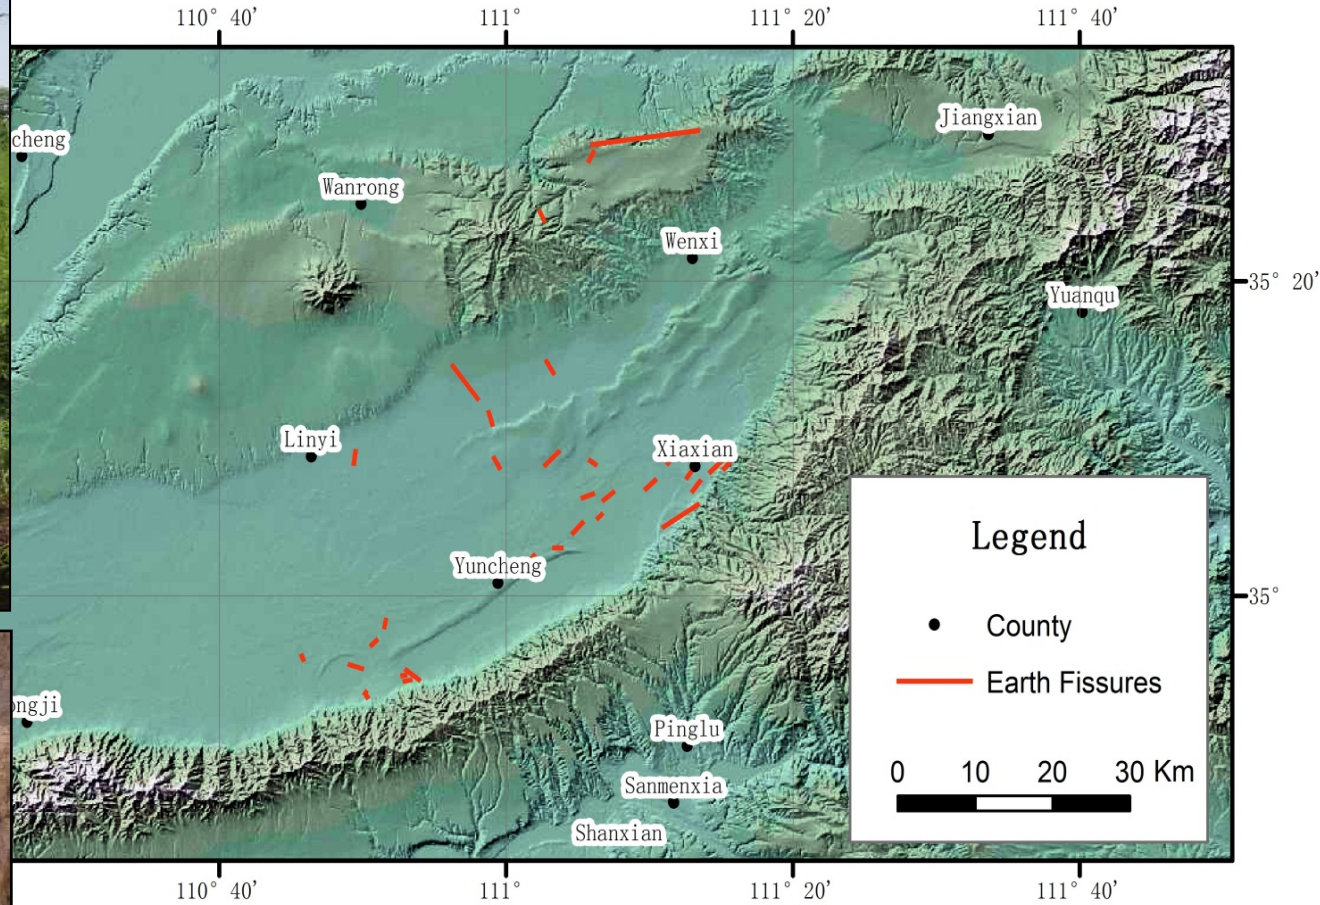 110° 40'
111°
111° 20'
111° 40'
cheng
Jiangxian
Wanrong
Wenxi
35° 20'
Yuanqu
Linyi
Xiaxian
Legend
Yuncheng
35°
County
Earth Fissures
ongji
Pinglu
0 10 20 30 Km
Sanmenxia
Shanxian
110° 40'
111°
111° 20'
111° 40'